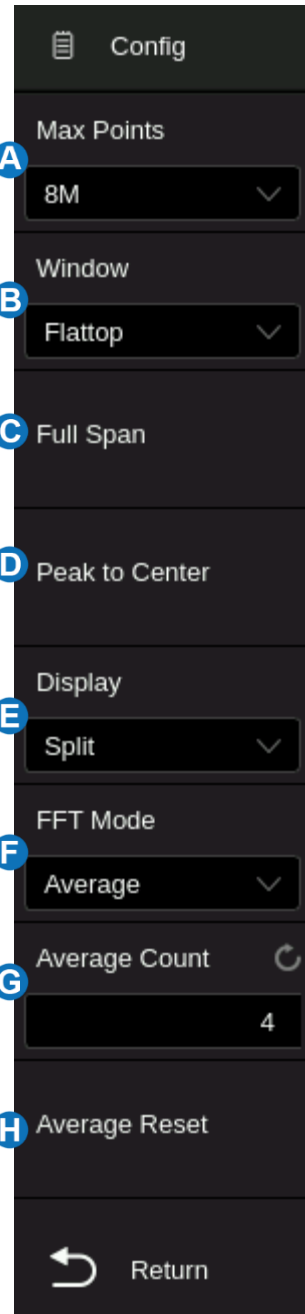 Config
Max Points
A
8M
Window
B
Flattop
C Full Span
D Peak to Center
Display
E
Split
FFT Mode
F
Average
Average Count
G
4
H Average Reset
Return